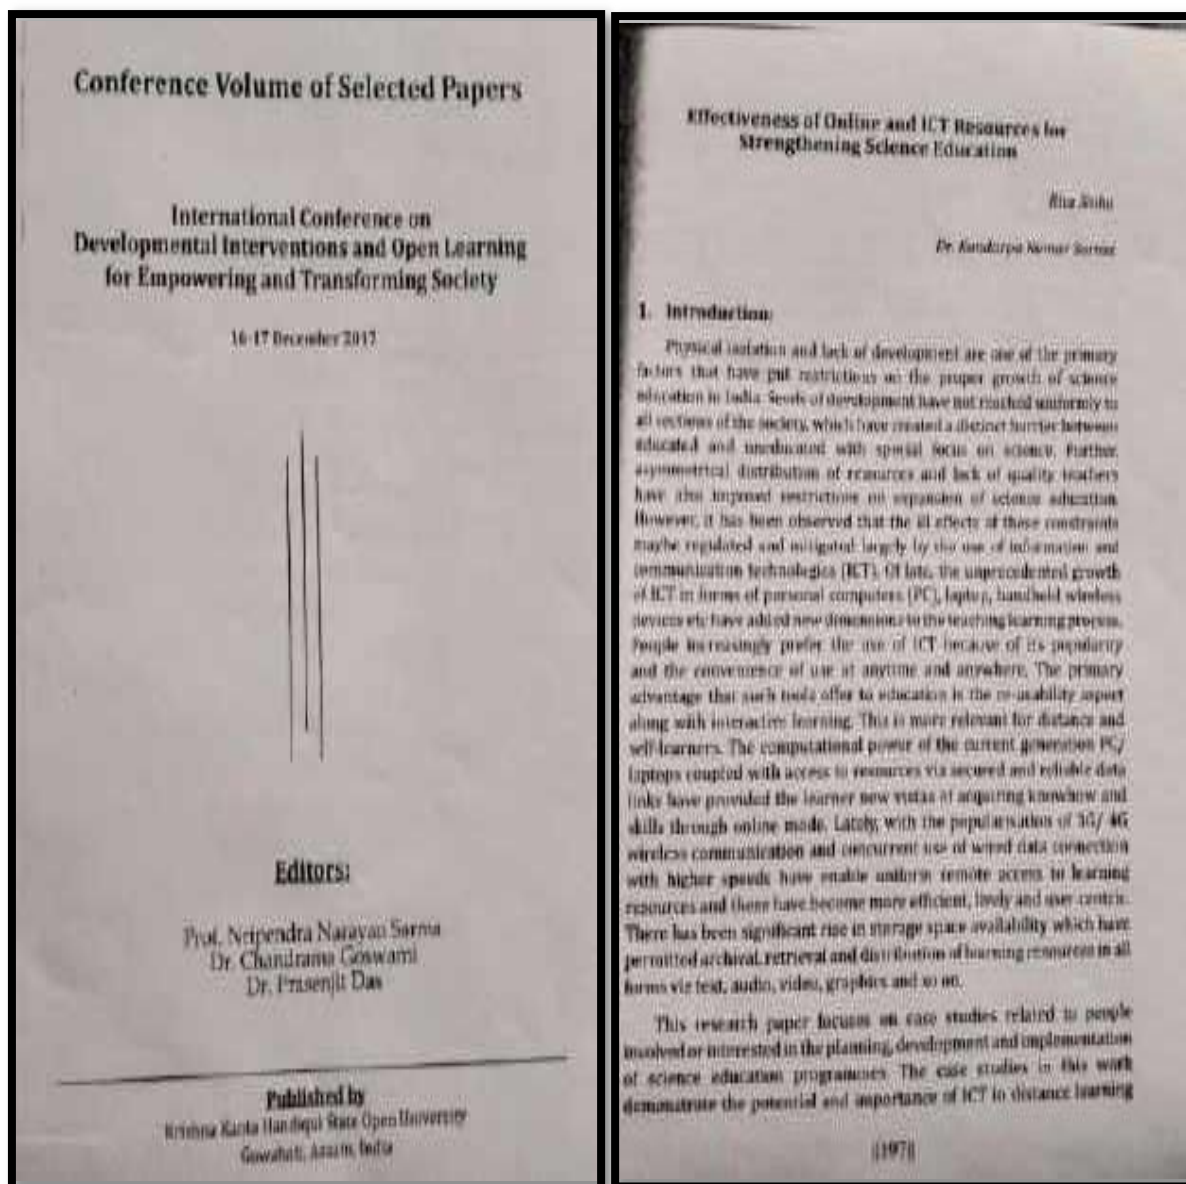 Conference Volume of Selected Papers
International Conference on
Developmental Interventions and Open Learning
for Empowering and Transforming Society
16-17 December 2017
Editors:
Prof. Nripendra Narayan Sarma
Dr. Chandrama Goswami
Dr. Prasenjit Das
Published by
Krishna Kanta Handiqui State Open University
Guwahati, Assam, India
Effectiveness of Online and ICT Resources for
Strengthening Science Education
Dr. Kandarpa Kumar Sarma
1. Introduction:
Physical isolation and lack of development are one of the primary
factors that have put restrictions on the proper growth of science
education in India. Seeds of development have not reached uniformly to
all sections of the society, which have created a distinct barrier between
educated and uneducated with special focus on science. Further,
asymmetrical distribution of resources and lack of quality teachers
have also imposed restrictions on expansion of science education.
However, it has been observed that the ill effects of these constraints
maybe regulated and mitigated largely by the use of information and
communication technologies (ICT). Of late, the unprecedented growth
of ICT in forms of personal computers (PC), laptop, handheld wireless
devices etc have added new dimensions to the teaching learning process.
People increasingly prefer the use of ICT because of its popularity
and the convenience of use at anytime and anywhere. The primary
advantage that such tools offer to education is the re-usability aspect
along with interactive learning. This is more relevant for distance and
self-learners. The computational power of the current generation PC/
laptops coupled with access to resources via secured and reliable data
links have provided the learner new vistas of acquiring knowhow and
skills through online mode. Lately, with the popularisation of 3G/ 4G
wireless communication and concurrent use of wired data connection
with higher speeds have enable uniform remote access to learning
resources and these have become more efficient, lively and user centric.
There has been significant rise in storage space availability which have
permitted archival, retrieval and distribution of learning resources in all
forms viz text, audio, video, graphics and so on.
This research paper focuses on case studies related to people
involved or interested in the planning, development and implementation
of science education programmes. The case studies in this work
demonstrate the potential and importance of ICT in distance learning
||197||